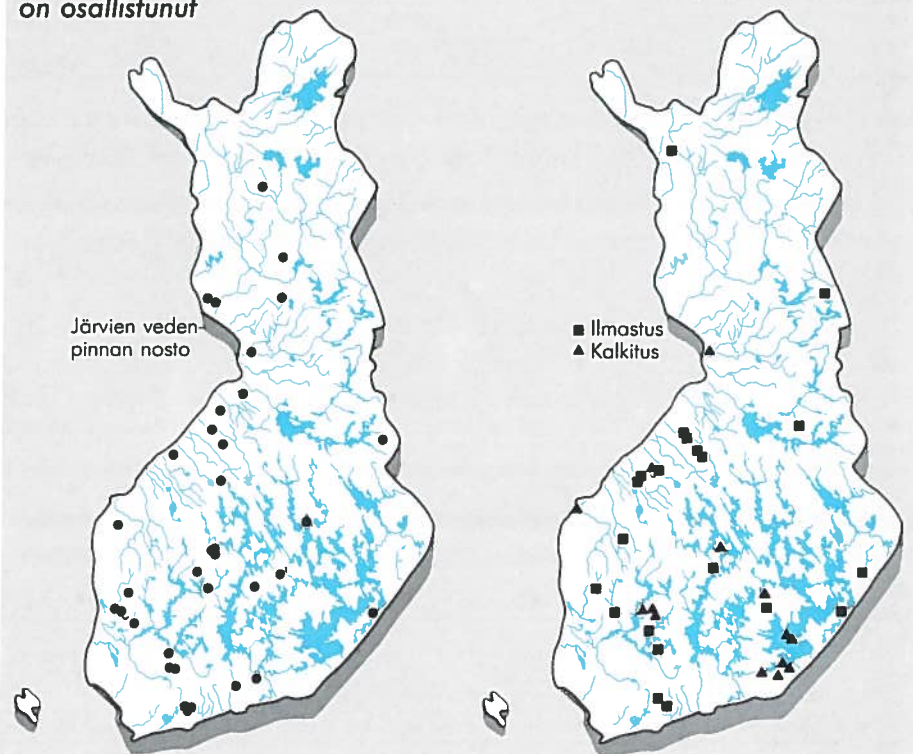 on osallistunut
Järvien veden-
pinnan nosto
■ Ilmastus
▲ Kalkitus